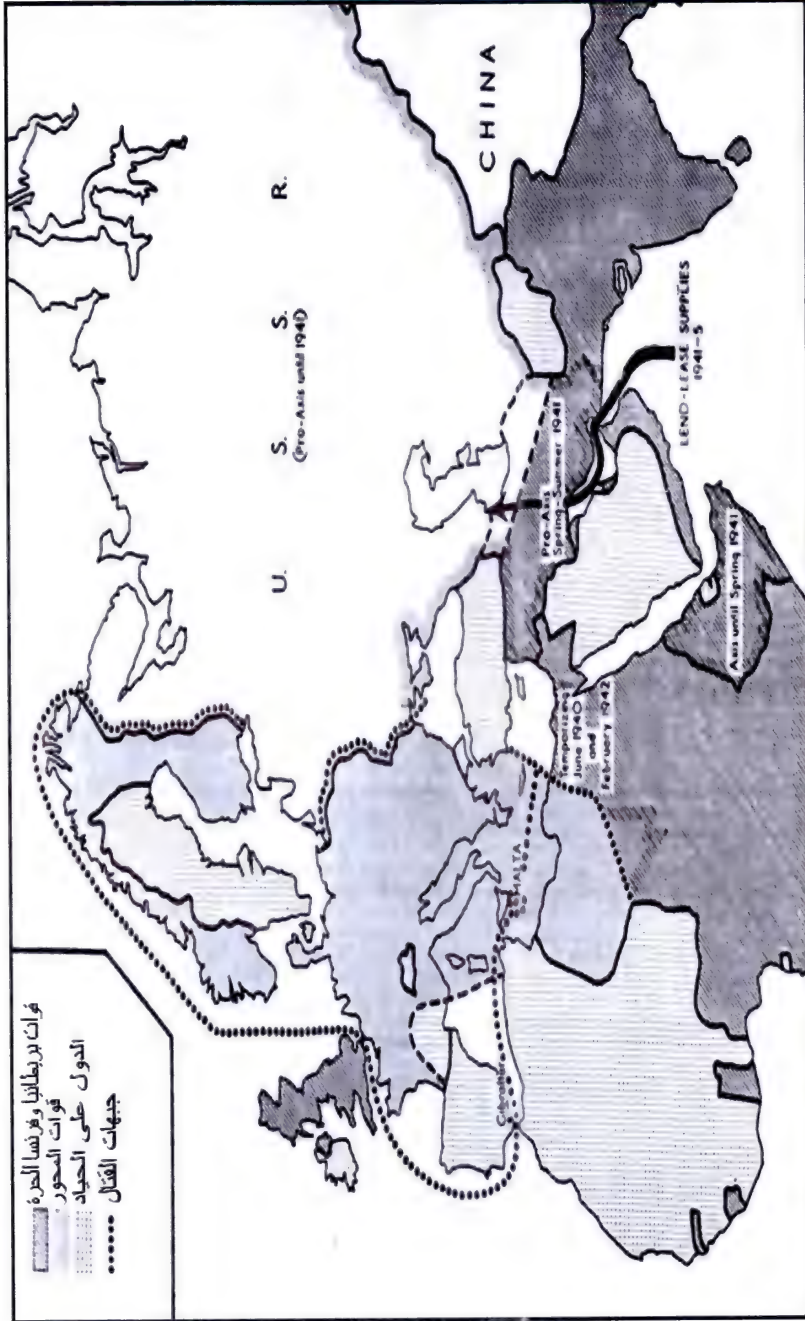 قوات بريطانيا وفرنسا الحرة
قوات المحور
الدول على الحياد
جبهات القتال
U. S. S. R.
(Pro-Axis until 1941)
CHINA
Pro-Axis
Spring-Summer 1941
LEND-LEASE SUPPLIES
1941-5
Temporizing
June 1940
and
February 1942
Axis until Spring 1941
MALTA
Gibraltar